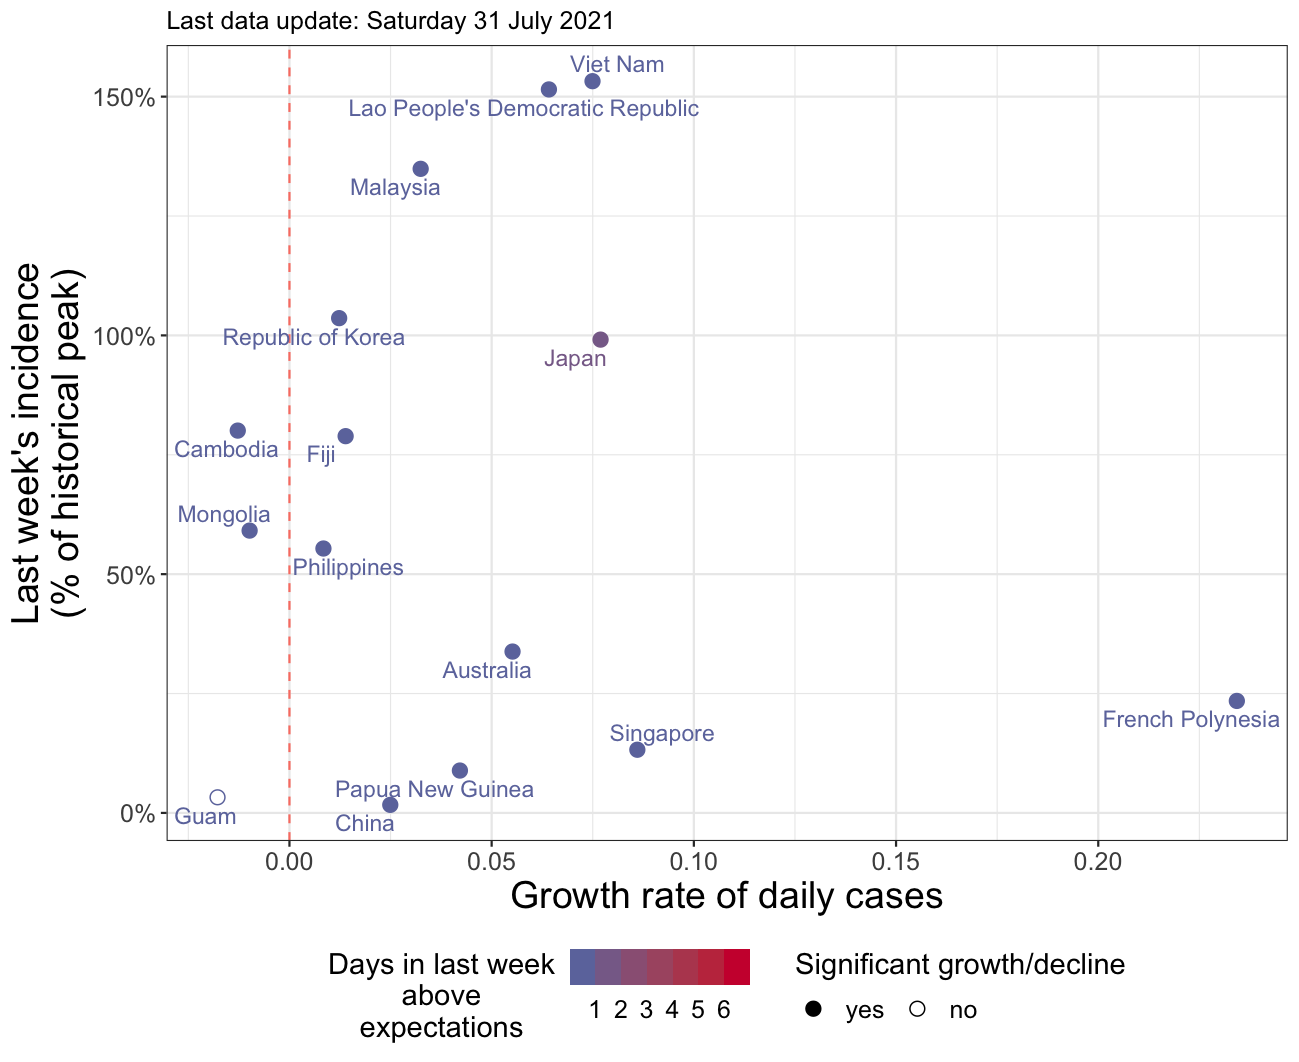 Last data update: Saturday 31 July 2021
Viet Nam
Lao People's Democratic Republic
Malaysia
Republic of Korea
Japan
Cambodia
Fiji
Mongolia
Philippines
Australia
French Polynesia
Singapore
Papua New Guinea
Guam
China
150%
100%
50%
0%
Last week's incidence
(% of historical peak)
0.00 0.05 0.10 0.15 0.20
Growth rate of daily cases
Days in last week
above
expectations
1 2 3 4 5 6
Significant growth/decline
yes no